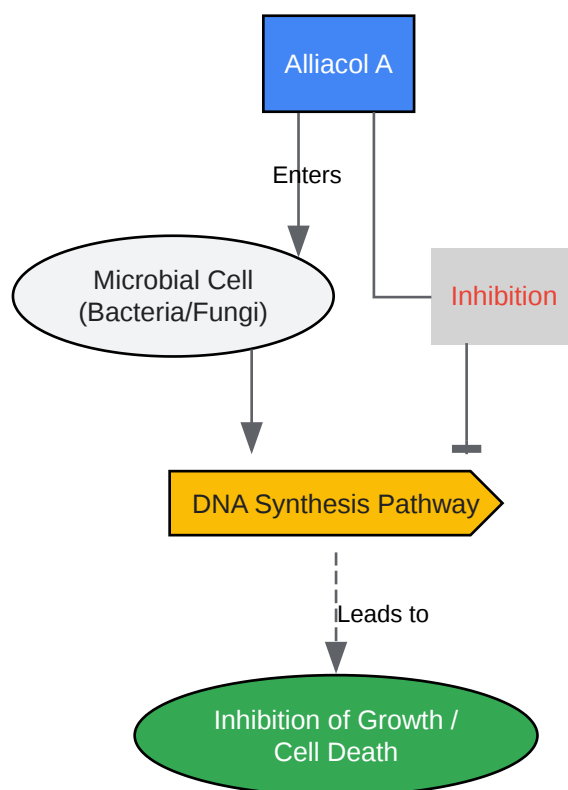 Alliacol A
Enters
Microbial Cell
(Bacteria/Fungi)
Inhibition
DNA Synthesis Pathway
Leads to
Inhibition of Growth /
Cell Death